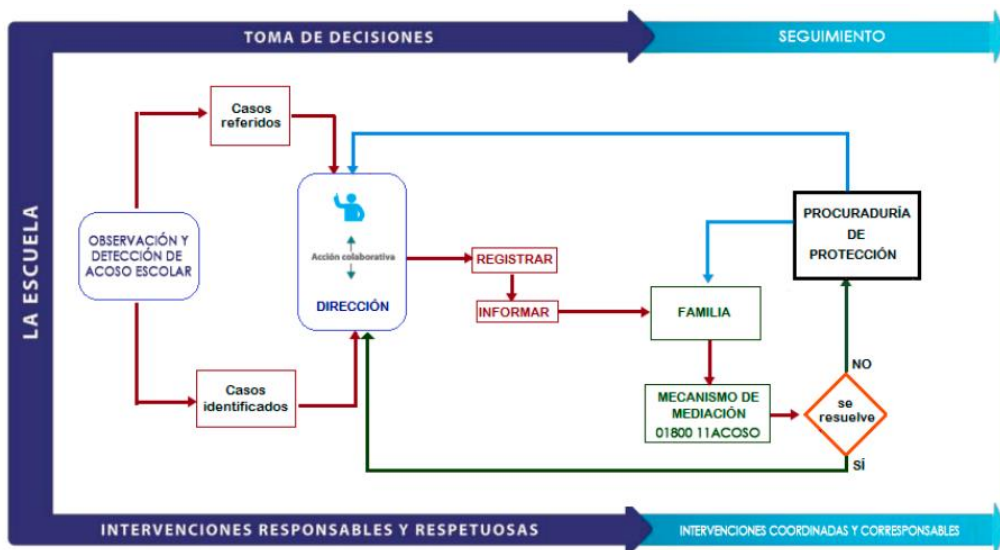 TOMA DE DECISIONES
SEGUIMIENTO
LA ESCUELA
Casos
referidos
OBSERVACIÓN Y
DETECCIÓN DE
ACOSO ESCOLAR
Acción colaborativa
DIRECCIÓN
REGISTRAR
INFORMAR
FAMILIA
PROCURADURÍA
DE
PROTECCIÓN
Casos
identificados
MECANISMO DE
MEDIACIÓN
01800 11ACOSO
NO
se
resuelve
SÍ
INTERVENCIONES RESPONSABLES Y RESPETUOSAS
INTERVENCIONES COORDINADAS Y CORRESPONSABLES